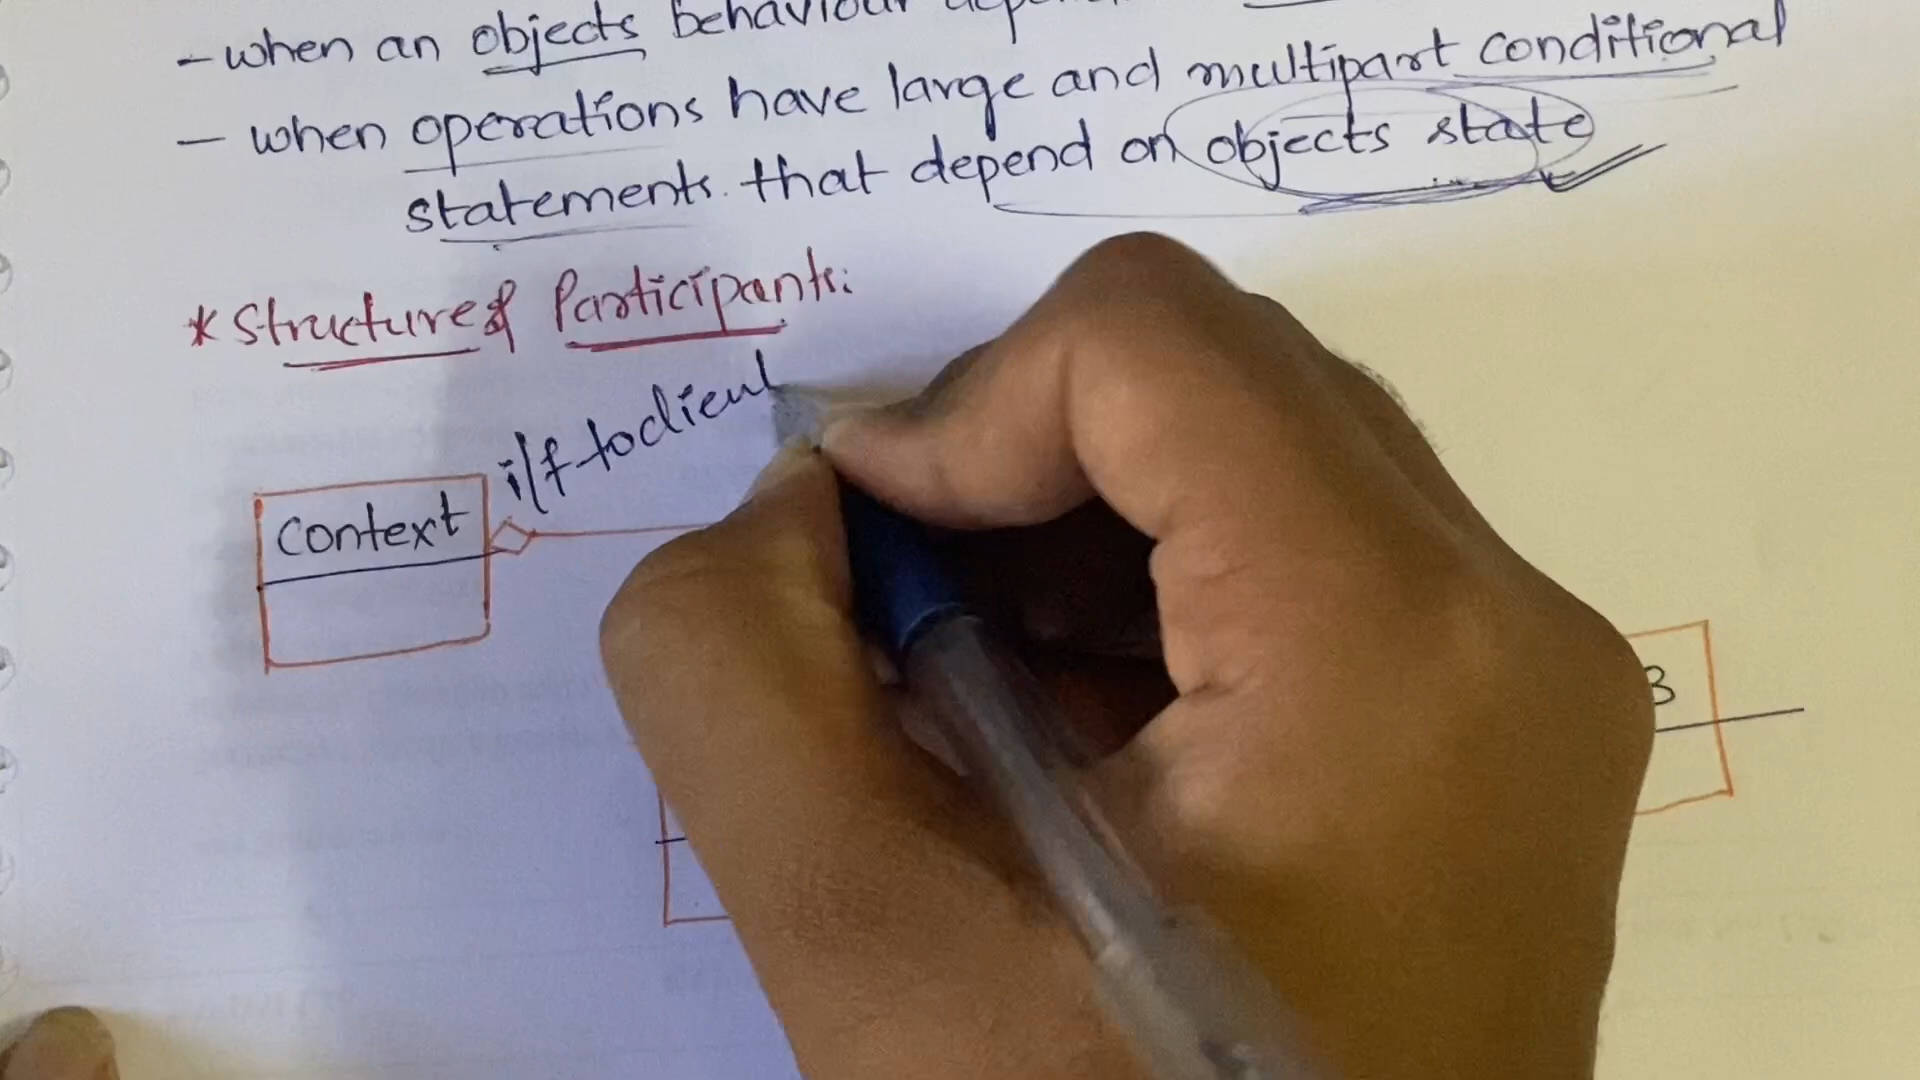 - when an objects behaviour
- when operations have large and multipart conditional
statements that depend on objects state
* Structure & Participants:
i/f to client
context
B